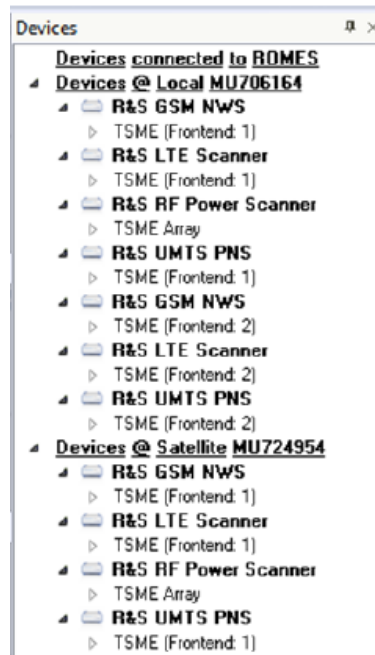 Devices
Devices connected to ROMES
Devices @ Local MU706164
R&S GSM NWS
TSME (Frontend: 1)
R&S LTE Scanner
TSME (Frontend: 1)
R&S RF Power Scanner
TSME Array
R&S UMTS PNS
TSME (Frontend: 1)
R&S GSM NWS
TSME (Frontend: 2)
R&S LTE Scanner
TSME (Frontend: 2)
R&S UMTS PNS
TSME (Frontend: 2)
Devices @ Satellite MU724954
R&S GSM NWS
TSME (Frontend: 1)
R&S LTE Scanner
TSME (Frontend: 1)
R&S RF Power Scanner
TSME Array
R&S UMTS PNS
TSME (Frontend: 1)